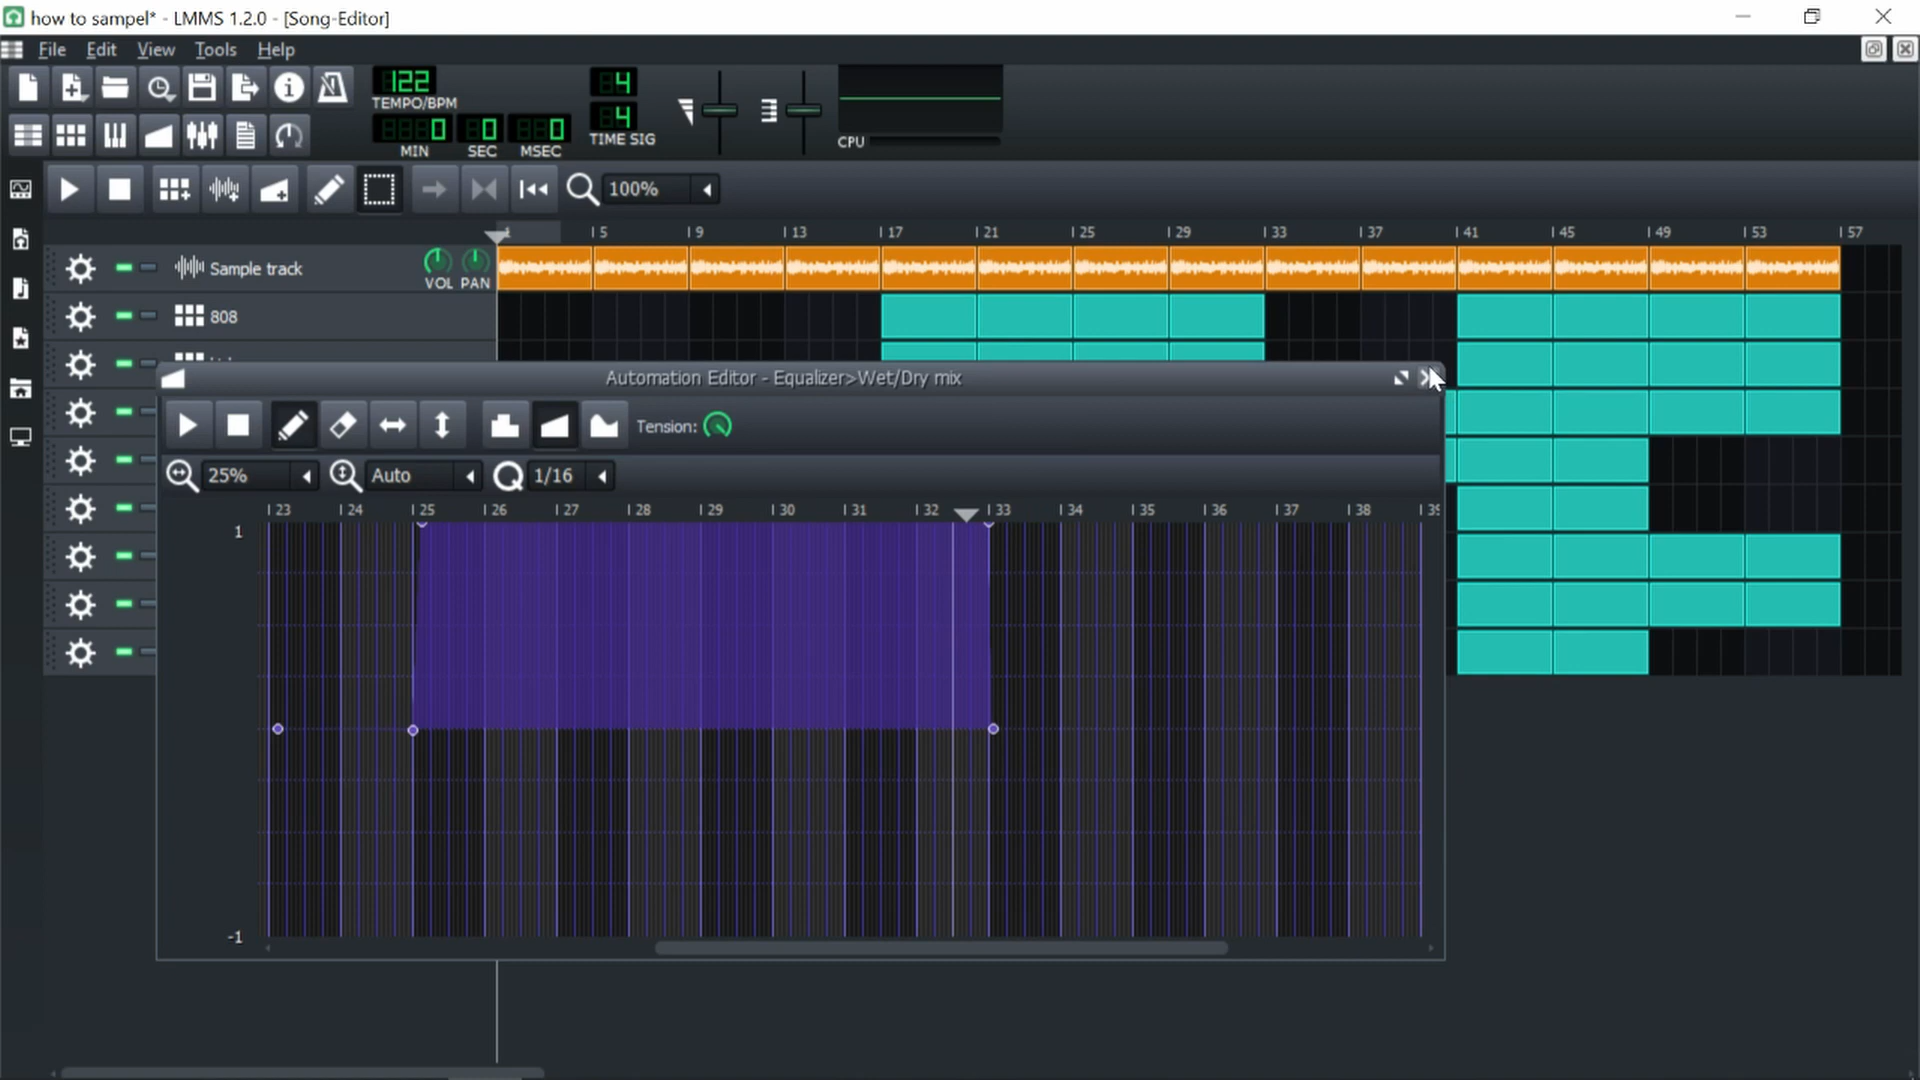 how to sampel* - LMMS 1.2.0 - [Song-Editor]
File Edit View Tools Help
122
TEMPO/BPM
0 0 0
MIN SEC MSEC
4
4
TIME SIG
CPU
100%
1 5 9 13 17 21 25 29 33 37 41 45 49 53 57
Sample track
VOL PAN
808
Automation Editor - Equalizer>Wet/Dry mix
Tension:
25% Auto Q 1/16
23 24 25 26 27 28 29 30 31 32 33 34 35 36 37 38 39
1
-1